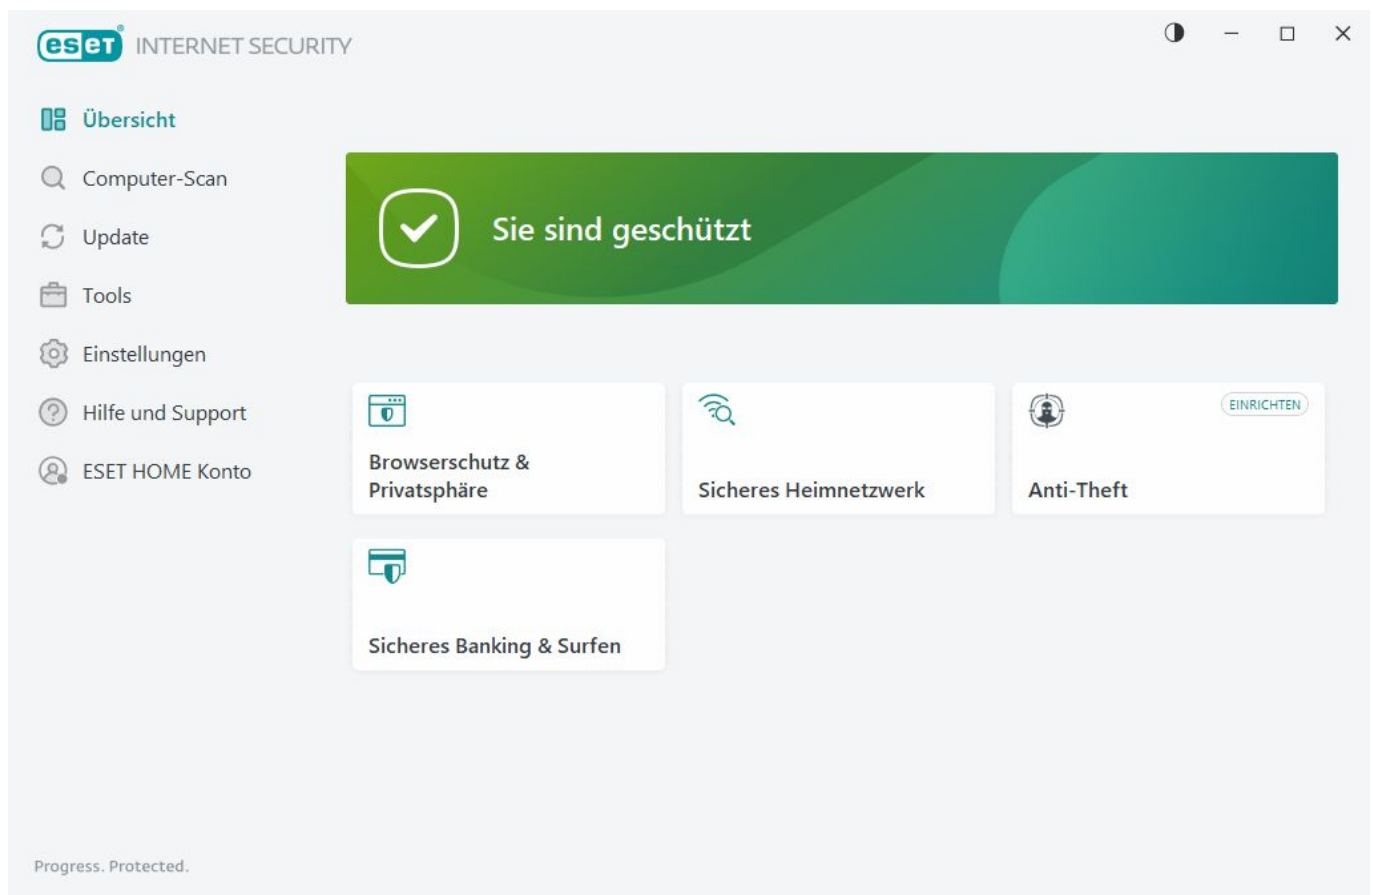 eset® INTERNET SECURITY
Übersicht
Computer-Scan
Update
Tools
Einstellungen
Hilfe und Support
ESET HOME Konto
Sie sind geschützt
Browserschutz &
Privatsphäre
Sicheres Heimnetzwerk
EINRICHTEN
Anti-Theft
Sicheres Banking & Surfen
Progress. Protected.